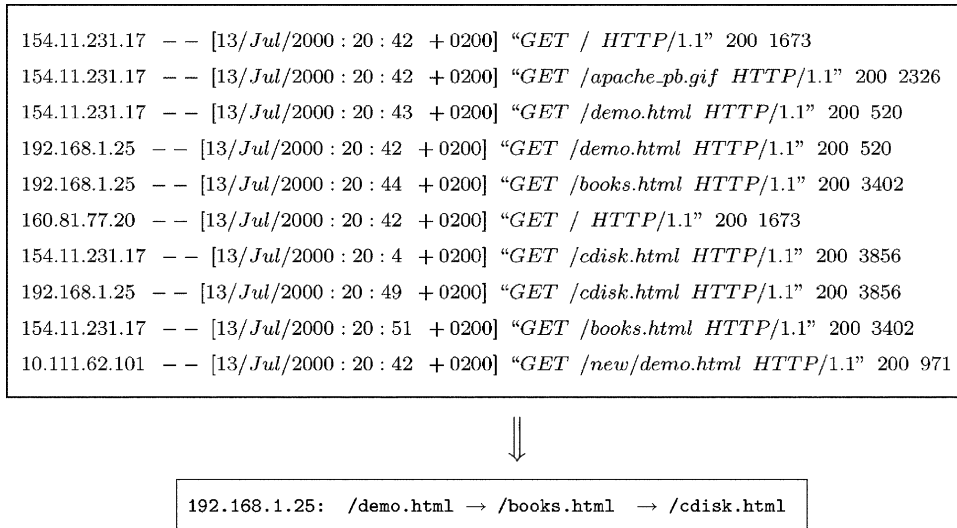 154.11.231.17 – – [13/Jul/2000 : 20 : 42 +0200] “GET / HTTP/1.1” 200 1673
154.11.231.17 – – [13/Jul/2000 : 20 : 42 +0200] “GET /apache_pb.gif HTTP/1.1” 200 2326
154.11.231.17 – – [13/Jul/2000 : 20 : 43 +0200] “GET /demo.html HTTP/1.1” 200 520
192.168.1.25 – – [13/Jul/2000 : 20 : 42 +0200] “GET /demo.html HTTP/1.1” 200 520
192.168.1.25 – – [13/Jul/2000 : 20 : 44 +0200] “GET /books.html HTTP/1.1” 200 3402
160.81.77.20 – – [13/Jul/2000 : 20 : 42 +0200] “GET / HTTP/1.1” 200 1673
154.11.231.17 – – [13/Jul/2000 : 20 : 4 +0200] “GET /cdisk.html HTTP/1.1” 200 3856
192.168.1.25 – – [13/Jul/2000 : 20 : 49 +0200] “GET /cdisk.html HTTP/1.1” 200 3856
154.11.231.17 – – [13/Jul/2000 : 20 : 51 +0200] “GET /books.html HTTP/1.1” 200 3402
10.111.62.101 – – [13/Jul/2000 : 20 : 42 +0200] “GET /new/demo.html HTTP/1.1” 200 971
192.168.1.25: /demo.html → /books.html → /cdisk.html